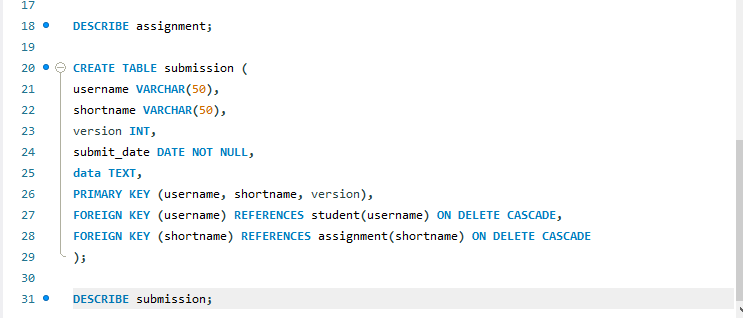 17
18 DESCRIBE assignment;
19
20 CREATE TABLE submission (
21 username VARCHAR(50),
22 shortname VARCHAR(50),
23 version INT,
24 submit_date DATE NOT NULL,
25 data TEXT,
26 PRIMARY KEY (username, shortname, version),
27 FOREIGN KEY (username) REFERENCES student(username) ON DELETE CASCADE,
28 FOREIGN KEY (shortname) REFERENCES assignment(shortname) ON DELETE CASCADE
29 );
30
31 DESCRIBE submission;